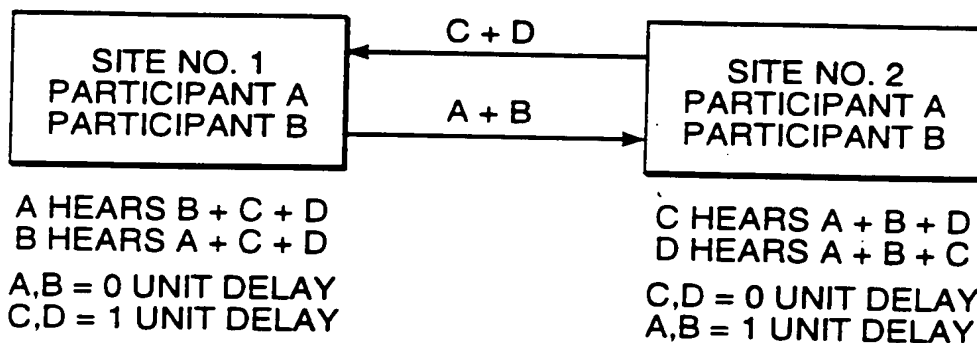 C + D
SITE NO. 1
PARTICIPANT A
PARTICIPANT B
A + B
SITE NO. 2
PARTICIPANT A
PARTICIPANT B
A HEARS B + C + D
B HEARS A + C + D
A,B = 0 UNIT DELAY
C,D = 1 UNIT DELAY
C HEARS A + B + D
D HEARS A + B + C
C,D = 0 UNIT DELAY
A,B = 1 UNIT DELAY